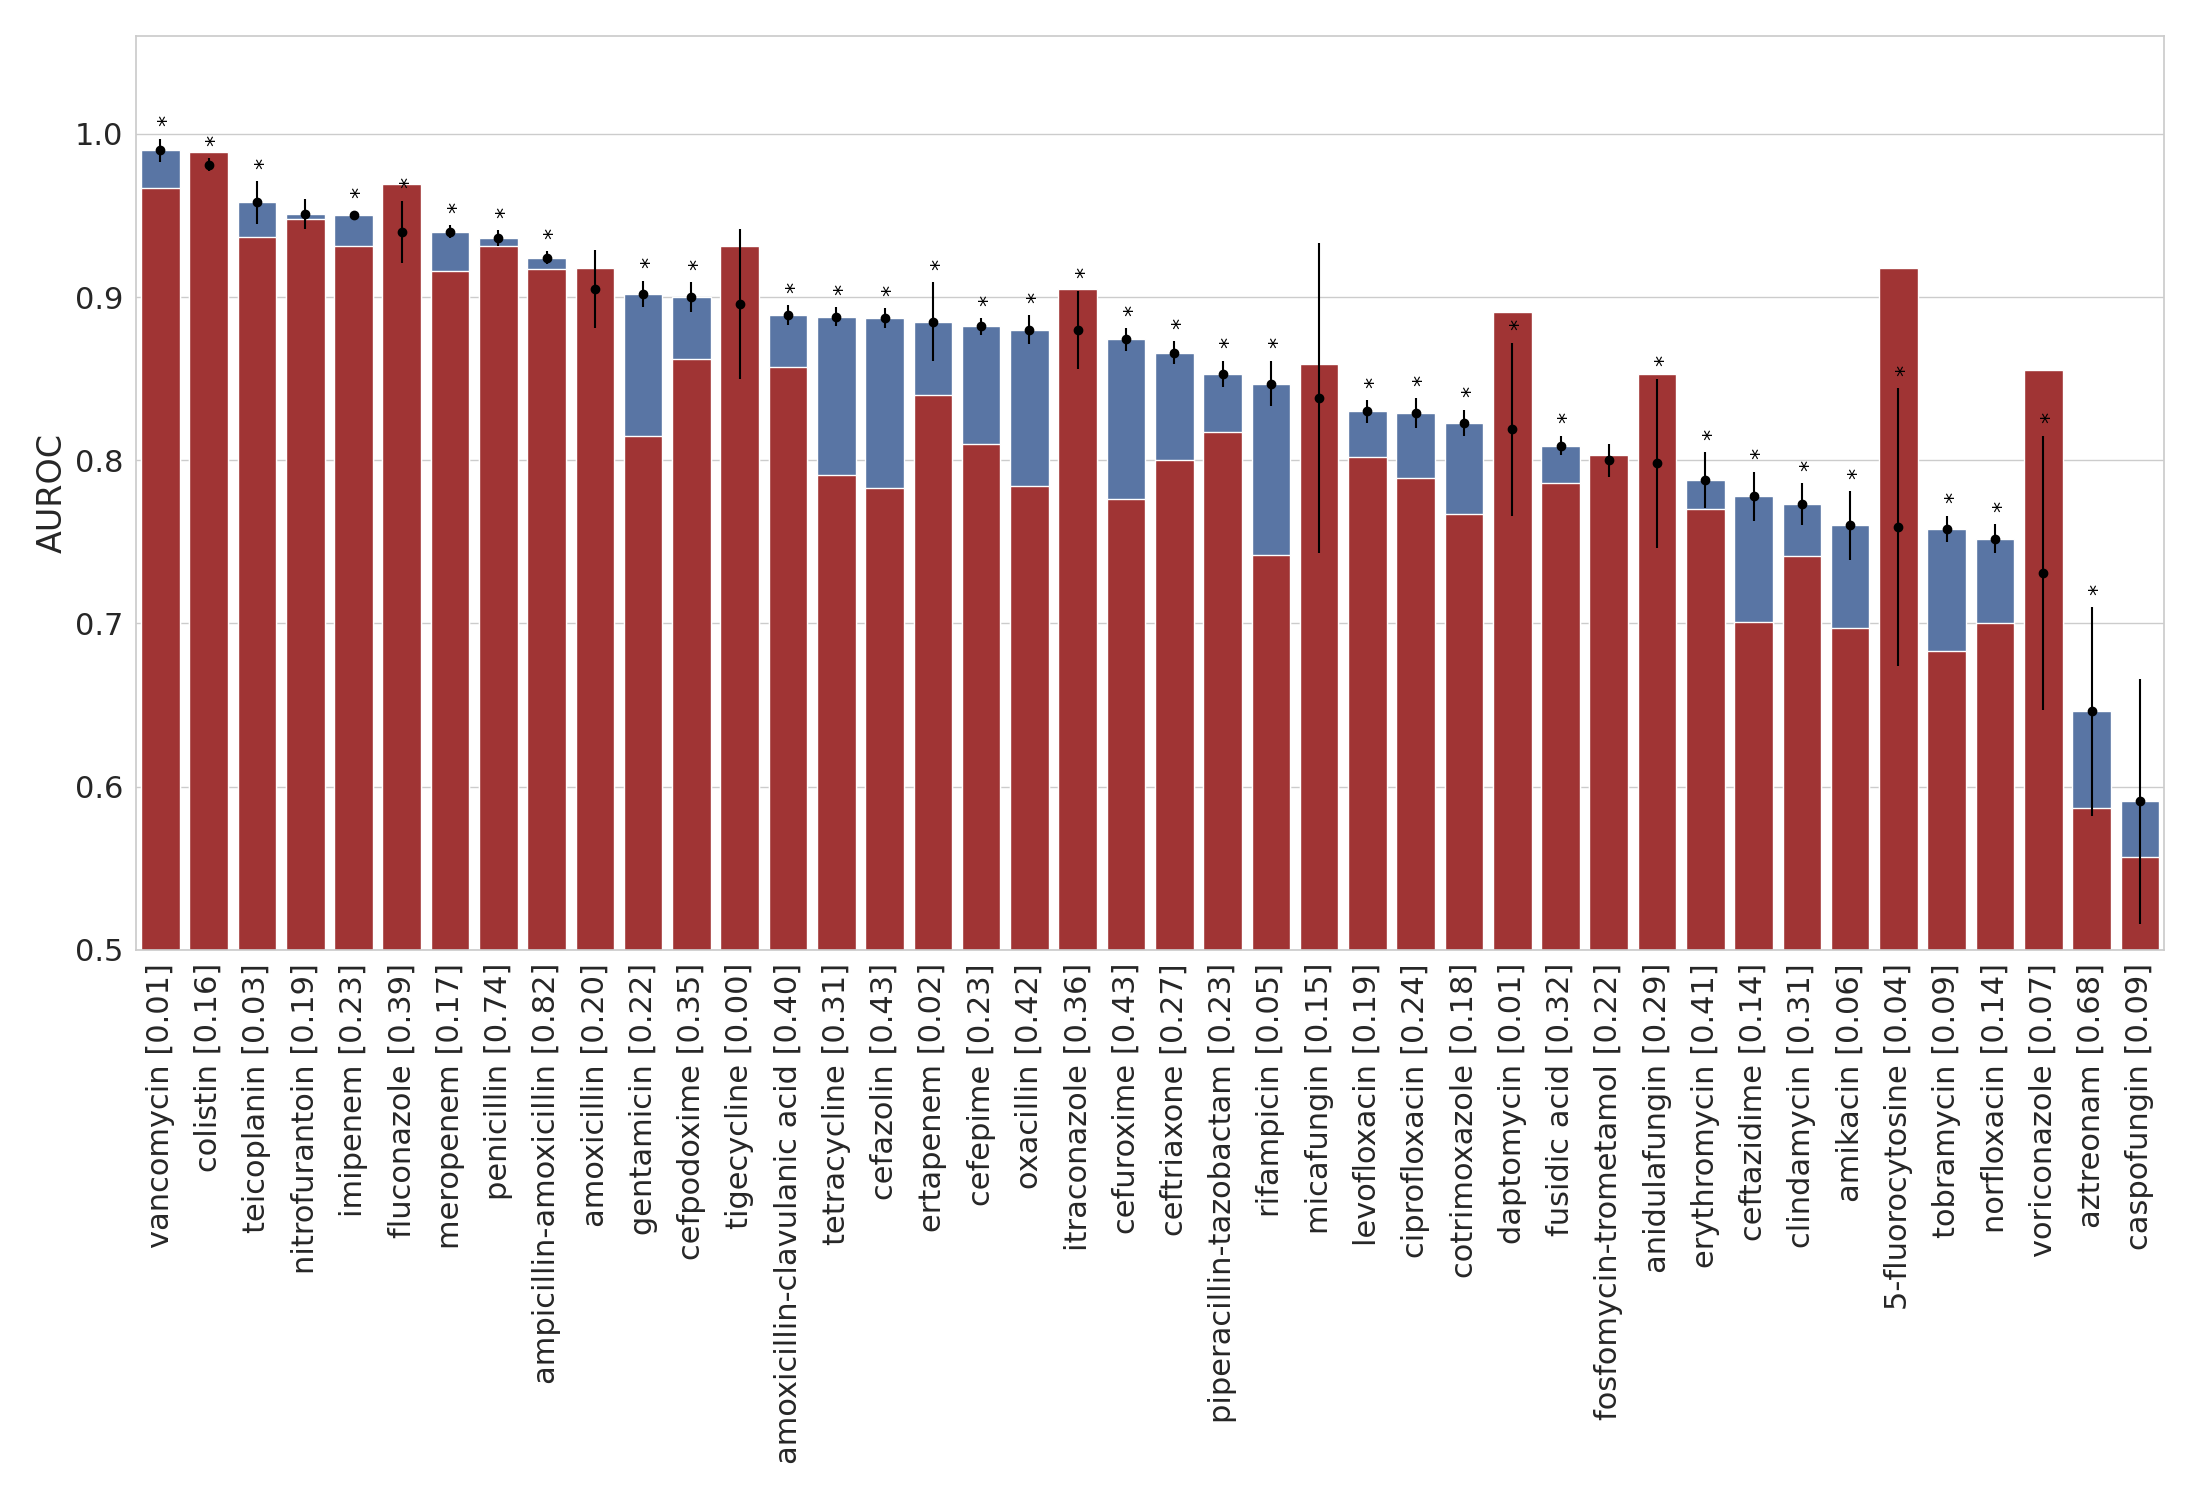 AUROC
1.0
0.9
0.8
0.7
0.6
0.5
* * * * * * * * * * * * * * * * * * * * * * * * * * * * * * * * * * * *
vancomycin [0.01]
colistin [0.16]
teicoplanin [0.03]
nitrofurantoin [0.19]
imipenem [0.23]
fluconazole [0.39]
meropenem [0.17]
penicillin [0.74]
ampicillin-amoxicillin [0.82]
amoxicillin [0.20]
gentamicin [0.22]
cefpodoxime [0.35]
tigecycline [0.00]
amoxicillin-clavulanic acid [0.40]
tetracycline [0.31]
cefazolin [0.43]
ertapenem [0.02]
cefepime [0.23]
oxacillin [0.42]
itraconazole [0.36]
cefuroxime [0.43]
ceftriaxone [0.27]
piperacillin-tazobactam [0.23]
rifampicin [0.05]
micafungin [0.15]
levofloxacin [0.19]
ciprofloxacin [0.24]
cotrimoxazole [0.18]
daptomycin [0.01]
fusidic acid [0.32]
fosfomycin-trometamol [0.22]
anidulafungin [0.29]
erythromycin [0.41]
ceftazidime [0.14]
clindamycin [0.31]
amikacin [0.06]
5-fluorocytosine [0.04]
tobramycin [0.09]
norfloxacin [0.14]
voriconazole [0.07]
aztreonam [0.68]
caspofungin [0.09]